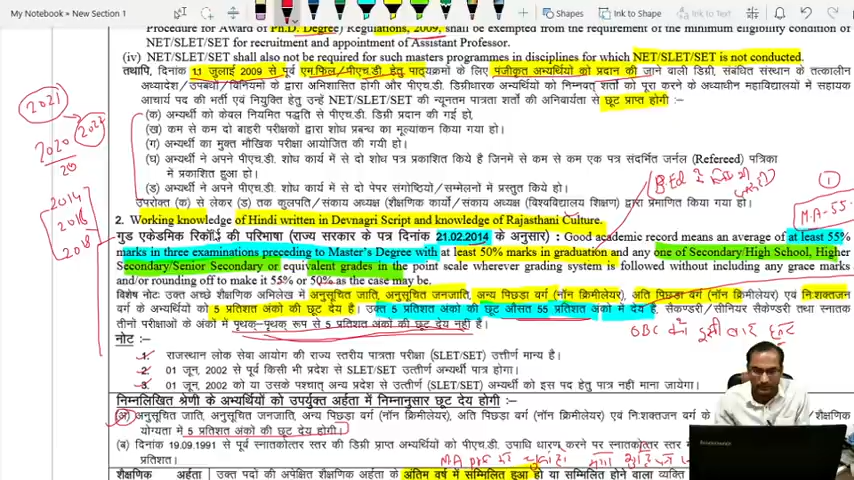 My Notebook » New Section 1
Shapes
Ink to Shape
Ink to Text
Procedure for Award of Ph.D. Degree) Regulations, 2009, shall be exempted from the requirement of the minimum eligibility condition of
NET/SLET/SET for recruitment and appointment of Assistant Professor.
(iv) NET/SLET/SET shall also not be required for such masters programmes in disciplines for which NET/SLET/SET is not conducted.
तथापि, दिनांक 11 जुलाई 2009 से पूर्व एमफिल/पीएच.डी हेतु पाठ्यक्रमों के लिए पंजीकृत अभ्यर्थियों को प्रदान की जाने वाली डिग्री, संबंधित संस्थान के तत्कालीन
अध्यादेश/उपबंधों/विनियमों के द्वारा अनिशासित होगी और पीएच.डी. डिग्रीधारक अभ्यर्थियों को निम्नवत् शर्तों को पूरा करने के अध्याधीन महाविद्यालयों में सहायक
आचार्य पद की भर्ती एवं नियुक्ति हेतु उन्हें NET/SLET/SET की न्यूनतम पात्रता शर्तों की अनिवार्यता से छूट प्राप्त होगी :-
(क) अभ्यर्थी को केवल नियमित पद्धति से पीएच.डी. डिग्री प्रदान की गई हो,
(ख) कम से कम दो बाहरी परीक्षकों द्वारा शोध प्रबन्ध का मूल्यांकन किया गया हो।
(ग) अभ्यर्थी का मुक्त मौखिक परीक्षा आयोजित की गयी हो।
(घ) अभ्यर्थी ने अपने पीएच.डी. शोध कार्य में से दो शोध पत्र प्रकाशित किये है जिनमें से कम से कम एक पत्र संदर्भित जर्नल (Refereed) पत्रिका
में प्रकाशित हुआ हो।
(ड) अभ्यर्थी ने अपने पीएच.डी. शोध कार्य में से दो पेपर संगोष्ठियों/सम्मेलनों में प्रस्तुत किये हो।
उपरोक्त (क) से लेकर (ड) तक कुलपति/संकाय अध्यक्ष (शैक्षणिक कार्यों/संकाय अध्यक्ष (विश्वविद्यालय शिक्षण) द्वारा प्रमाणित किया गया हो।
2021
2020
20
2014
2016
2018
B.Ed
1
M.A-55
2. Working knowledge of Hindi written in Devnagri Script and knowledge of Rajasthani Culture.
गुड एकेडमिक रिकॉर्ड की परिभाषा (राज्य सरकार के पत्र दिनांक 21.02.2014 के अनुसार) : Good academic record means an average of at least 55%
marks in three examinations preceding to Master's Degree with at least 50% marks in graduation and any one of Secondary/High School, Higher
Secondary/Senior Secondary or equivalent grades in the point scale wherever grading system is followed without including any grace marks
and/or rounding off to make it 55% or 50% as the case may be.
विशेष नोट: उक्त अच्छे शैक्षणिक अभिलेख में अनुसूचित जाति, अनुसूचित जनजाति, अन्य पिछडा वर्ग (नॉन क्रिमीलेयर), अति पिछडा वर्ग (नॉन क्रिमीलेयर) एवं नि:शक्तजन
वर्ग के अभ्यर्थियों को 5 प्रतिशत अंकों की छूट देय है। उक्त 5 प्रतिशत अंकों की छूट औसत 55 प्रतिशत अंकों में देय है, सैकण्डरी/सीनियर सैकैण्डरी तथा स्नातक
तीनों परीक्षाओं के अंकों में पृथक-पृथक रूप से 5 प्रतिशत अंकों की छूट देय नहीं है।
OBC को इसी बार छूट
नोट :-
1. राजस्थान लोक सेवा आयोग की राज्य स्तरीय पात्रता परीक्षा (SLET/SET) उत्तीर्ण मान्य है।
2. 01 जून, 2002 से पूर्व किसी भी प्रदेश से SLET/SET उत्तीर्ण अभ्यर्थी पात्र होगा।
3. 01 जून, 2002 को या उसके पश्चात् अन्य प्रदेश से उत्तीर्ण (SLET/SET) अभ्यर्थी को इस पद हेतु पात्र नही माना जायेगा।
निम्नलिखित श्रेणी के अभ्यर्थियों को उपर्युक्त अर्हता में निम्नानुसार छूट देय होगी :-
अ) अनुसूचित जाति, अनुसूचित जनजाति, अन्य पिछडा वर्ग (नॉन क्रिमीलेयर), अति पिछडा वर्ग (नॉन क्रिमीलेयर) एवं नि:शक्तजन वर्ग के शैक्षणिक
योग्यता में 5 प्रतिशत अंकों की छूट देय होगी।
(ब) दिनांक 19.09.1991 से पूर्व स्नातकोत्तर स्तर की डिग्री प्राप्त अभ्यर्थियों को पीएच.डी. उपाधि धारण करने पर स्नातकोत्तर स्तर में
प्रतिशत।
शैक्षणिक अर्हता उक्त पदों की अपेक्षित शैक्षणिक अर्हता के अंतिम वर्ष में सम्मिलित हुआ हो या सम्मिलित होने वाला व्यक्ति